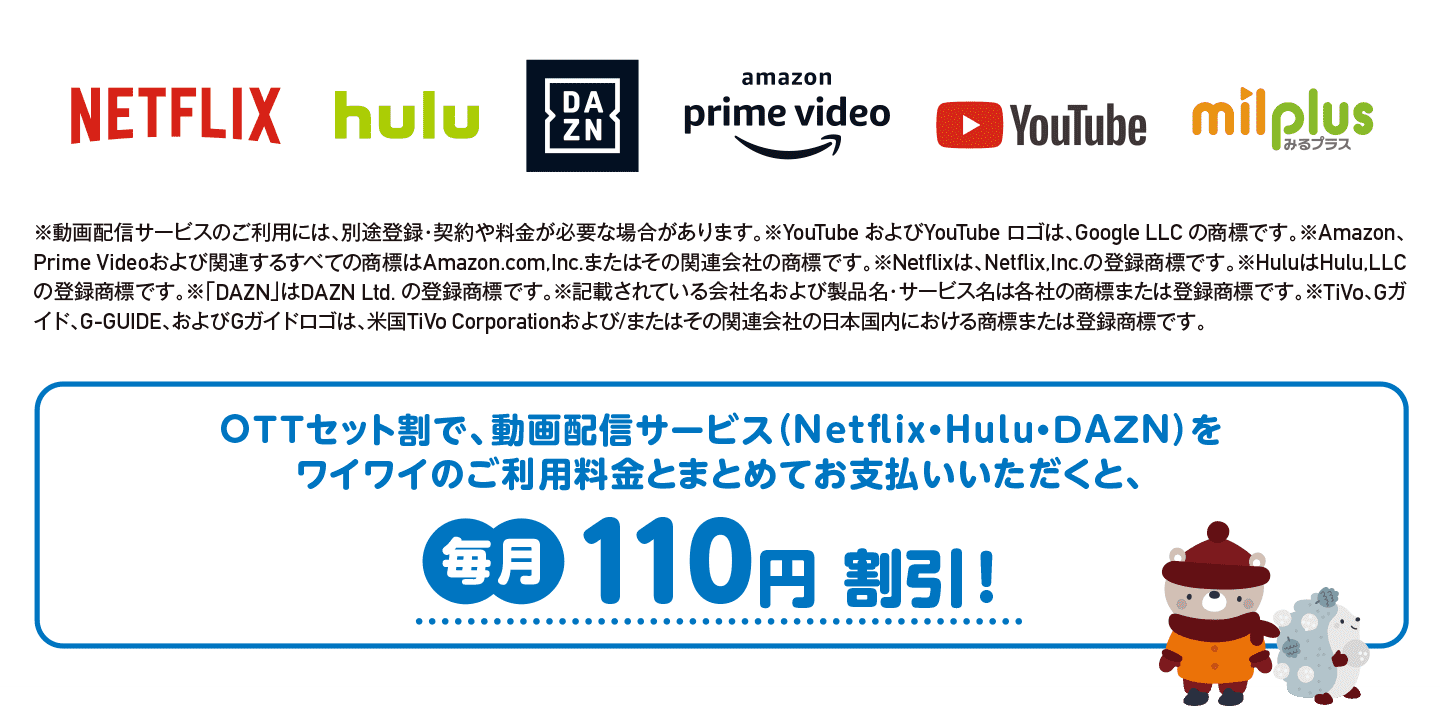 NETFLIX
hulu
DA
ZN
amazon
prime video
YouTube
milplus
みるプラス
※動画配信サービスのご利用には、別途登録・契約や料金が必要な場合があります。※YouTube およびYouTube ロゴは、Google LLC の商標です。※Amazon、
Prime Videoおよび関連するすべての商標はAmazon.com,Inc.またはその関連会社の商標です。※Netflixは、Netflix,Inc.の登録商標です。※HuluはHulu,LLC
の登録商標です。※「DAZN」はDAZN Ltd. の登録商標です。※記載されている会社名および製品名・サービス名は各社の商標または登録商標です。※TiVo、Gガ
イド、G-GUIDE、およびGガイドロゴは、米国TiVo Corporationおよび/またはその関連会社の日本国内における商標または登録商標です。
OTTセット割で、動画配信サービス（Netflix・Hulu・DAZN）を
ワイワイのご利用料金とまとめてお支払いいただくと、
毎月 110円 割引！